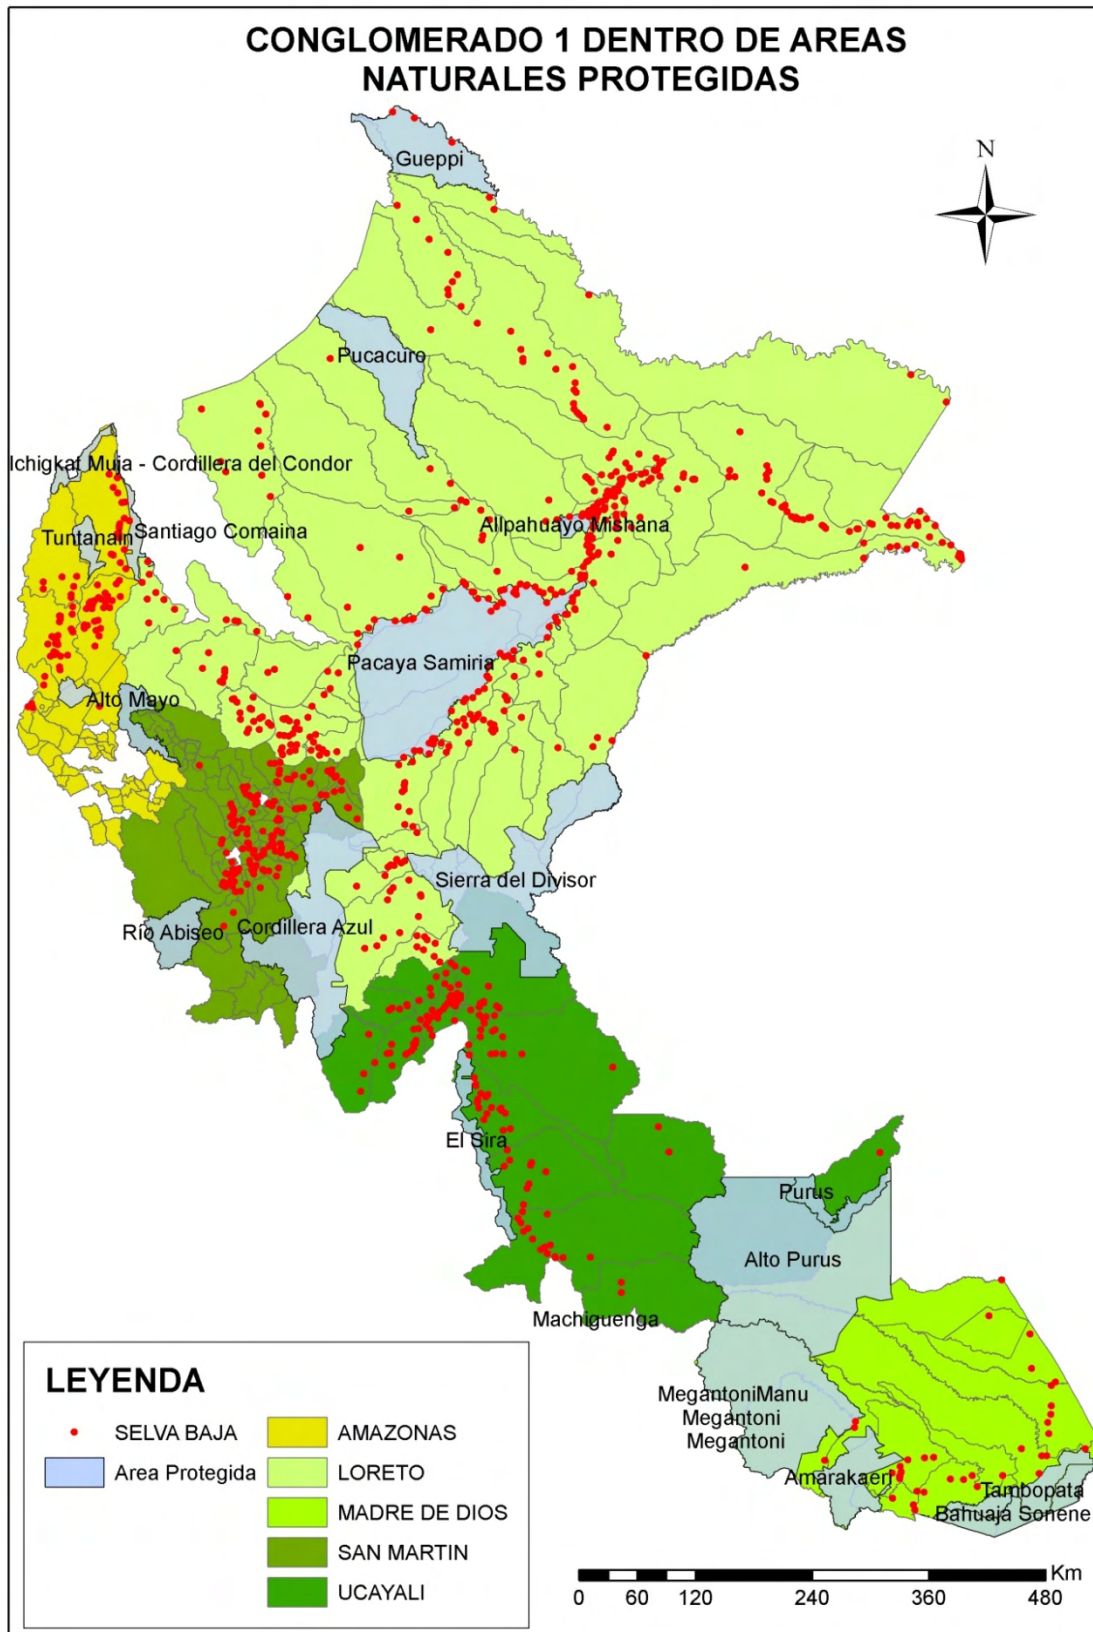 CONGLOMERADO 1 DENTRO DE AREAS
NATURALES PROTEGIDAS
N
Gueppi
Pucacuro
Ichigkat Muja - Cordillera del Condor
Tuntanain
Santiago Comaina
Allpahuayo Mishana
Pacaya Samiria
Alto Mayo
Sierra del Divisor
Río Abiseo
Cordillera Azul
El Sira
Purus
Alto Purus
Machiguenga
MegantoniManu
Megantoni
Megantoni
Amarakaeri
Tambopata
Bahuaja Sonene
LEYENDA
SELVA BAJA
Area Protegida
AMAZONAS
LORETO
MADRE DE DIOS
SAN MARTIN
UCAYALI
Km
0 60 120 240 360 480